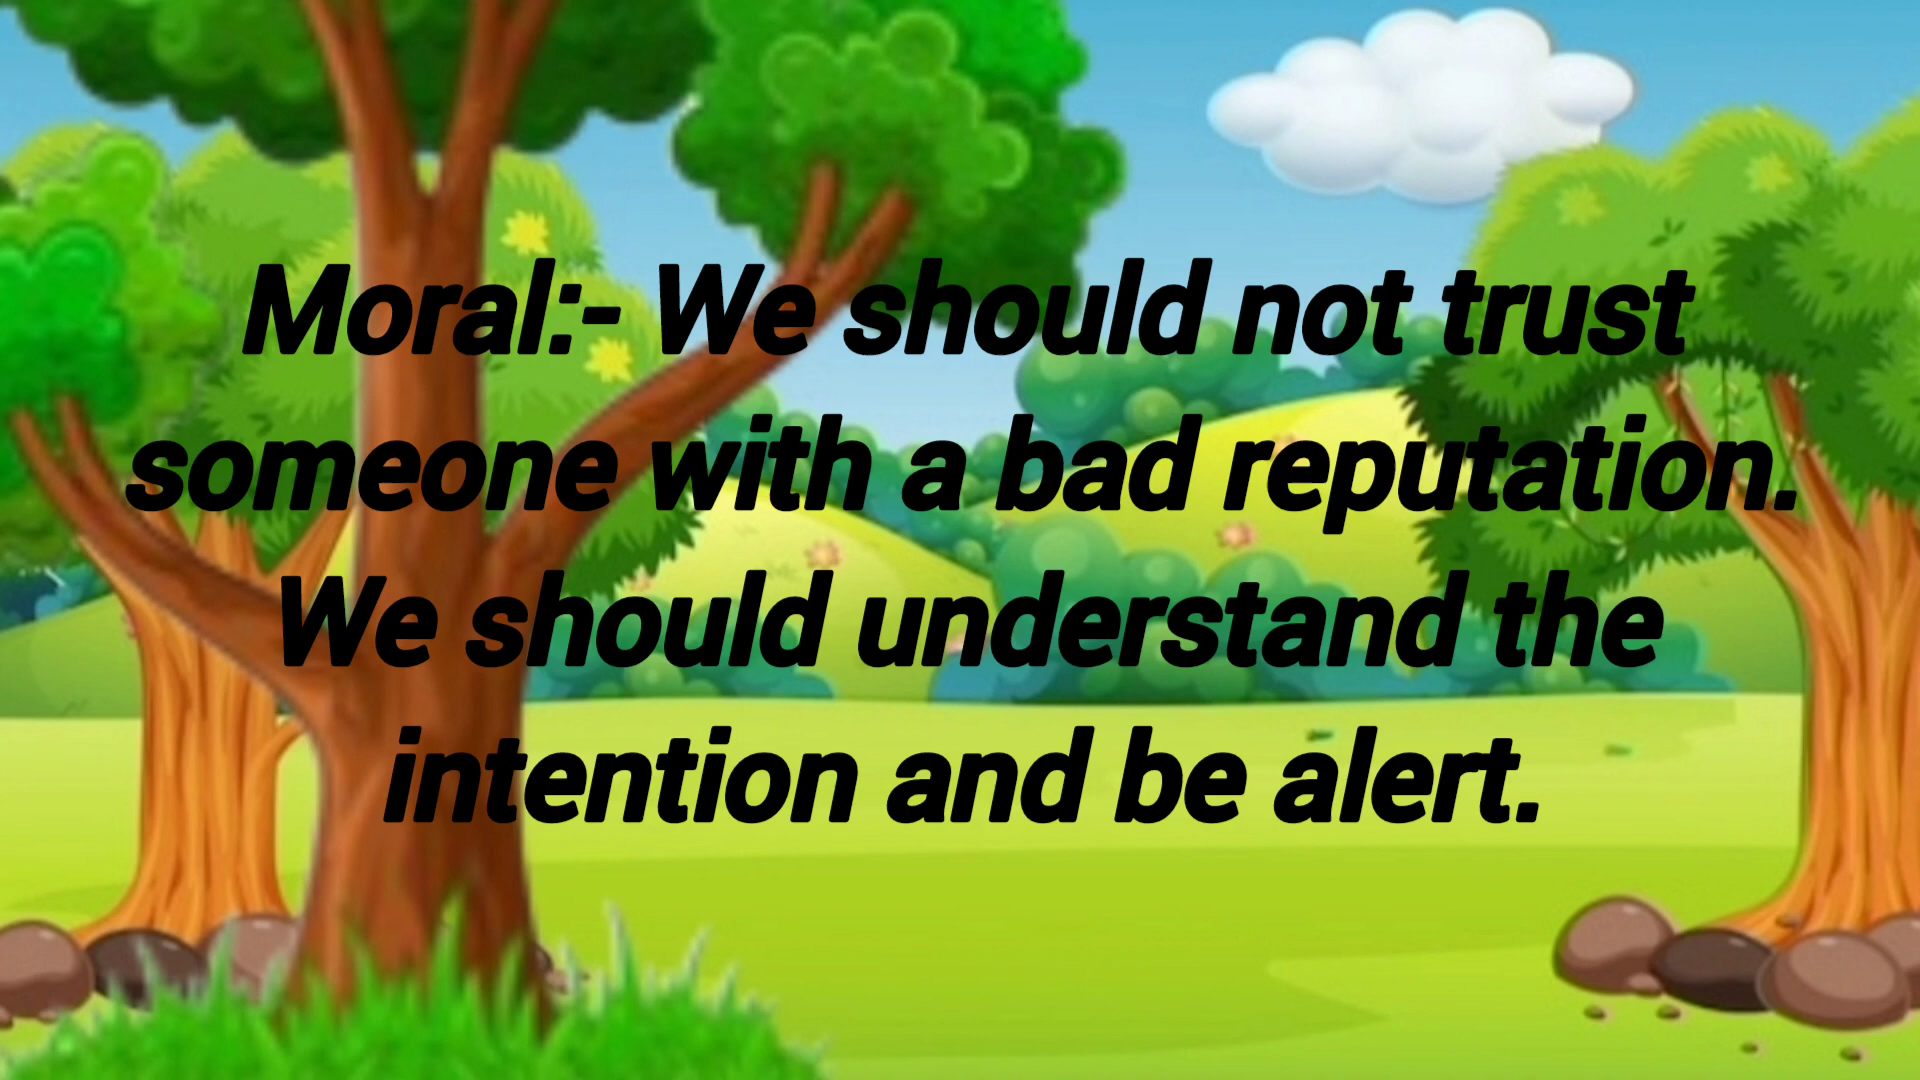 Moral:- We should not trust
someone with a bad reputation.
We should understand the
intention and be alert.